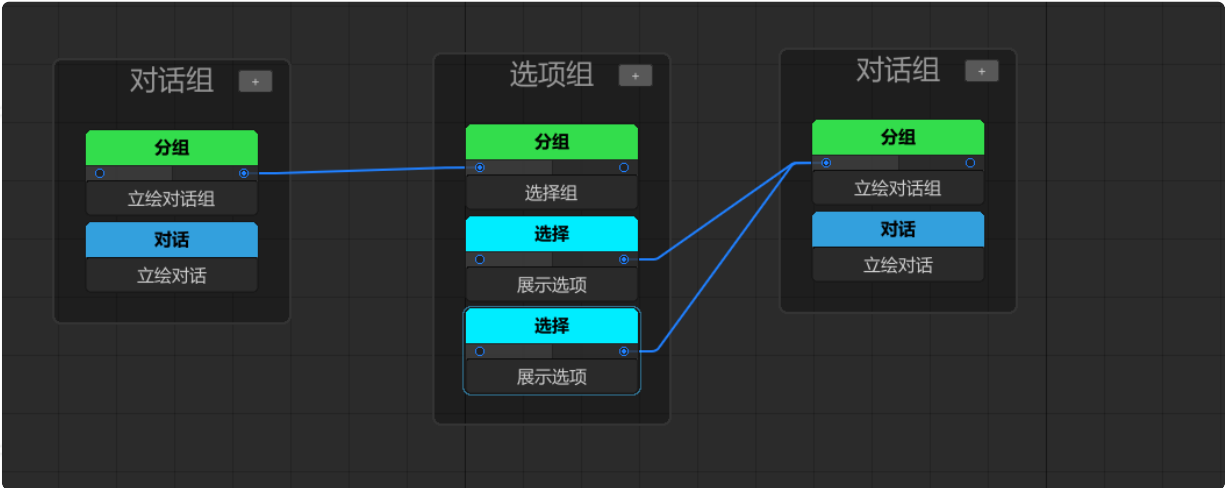 对话组 +
分组
立绘对话组
对话
立绘对话
选项组 +
分组
选择组
选择
展示选项
选择
展示选项
对话组 +
分组
立绘对话组
对话
立绘对话